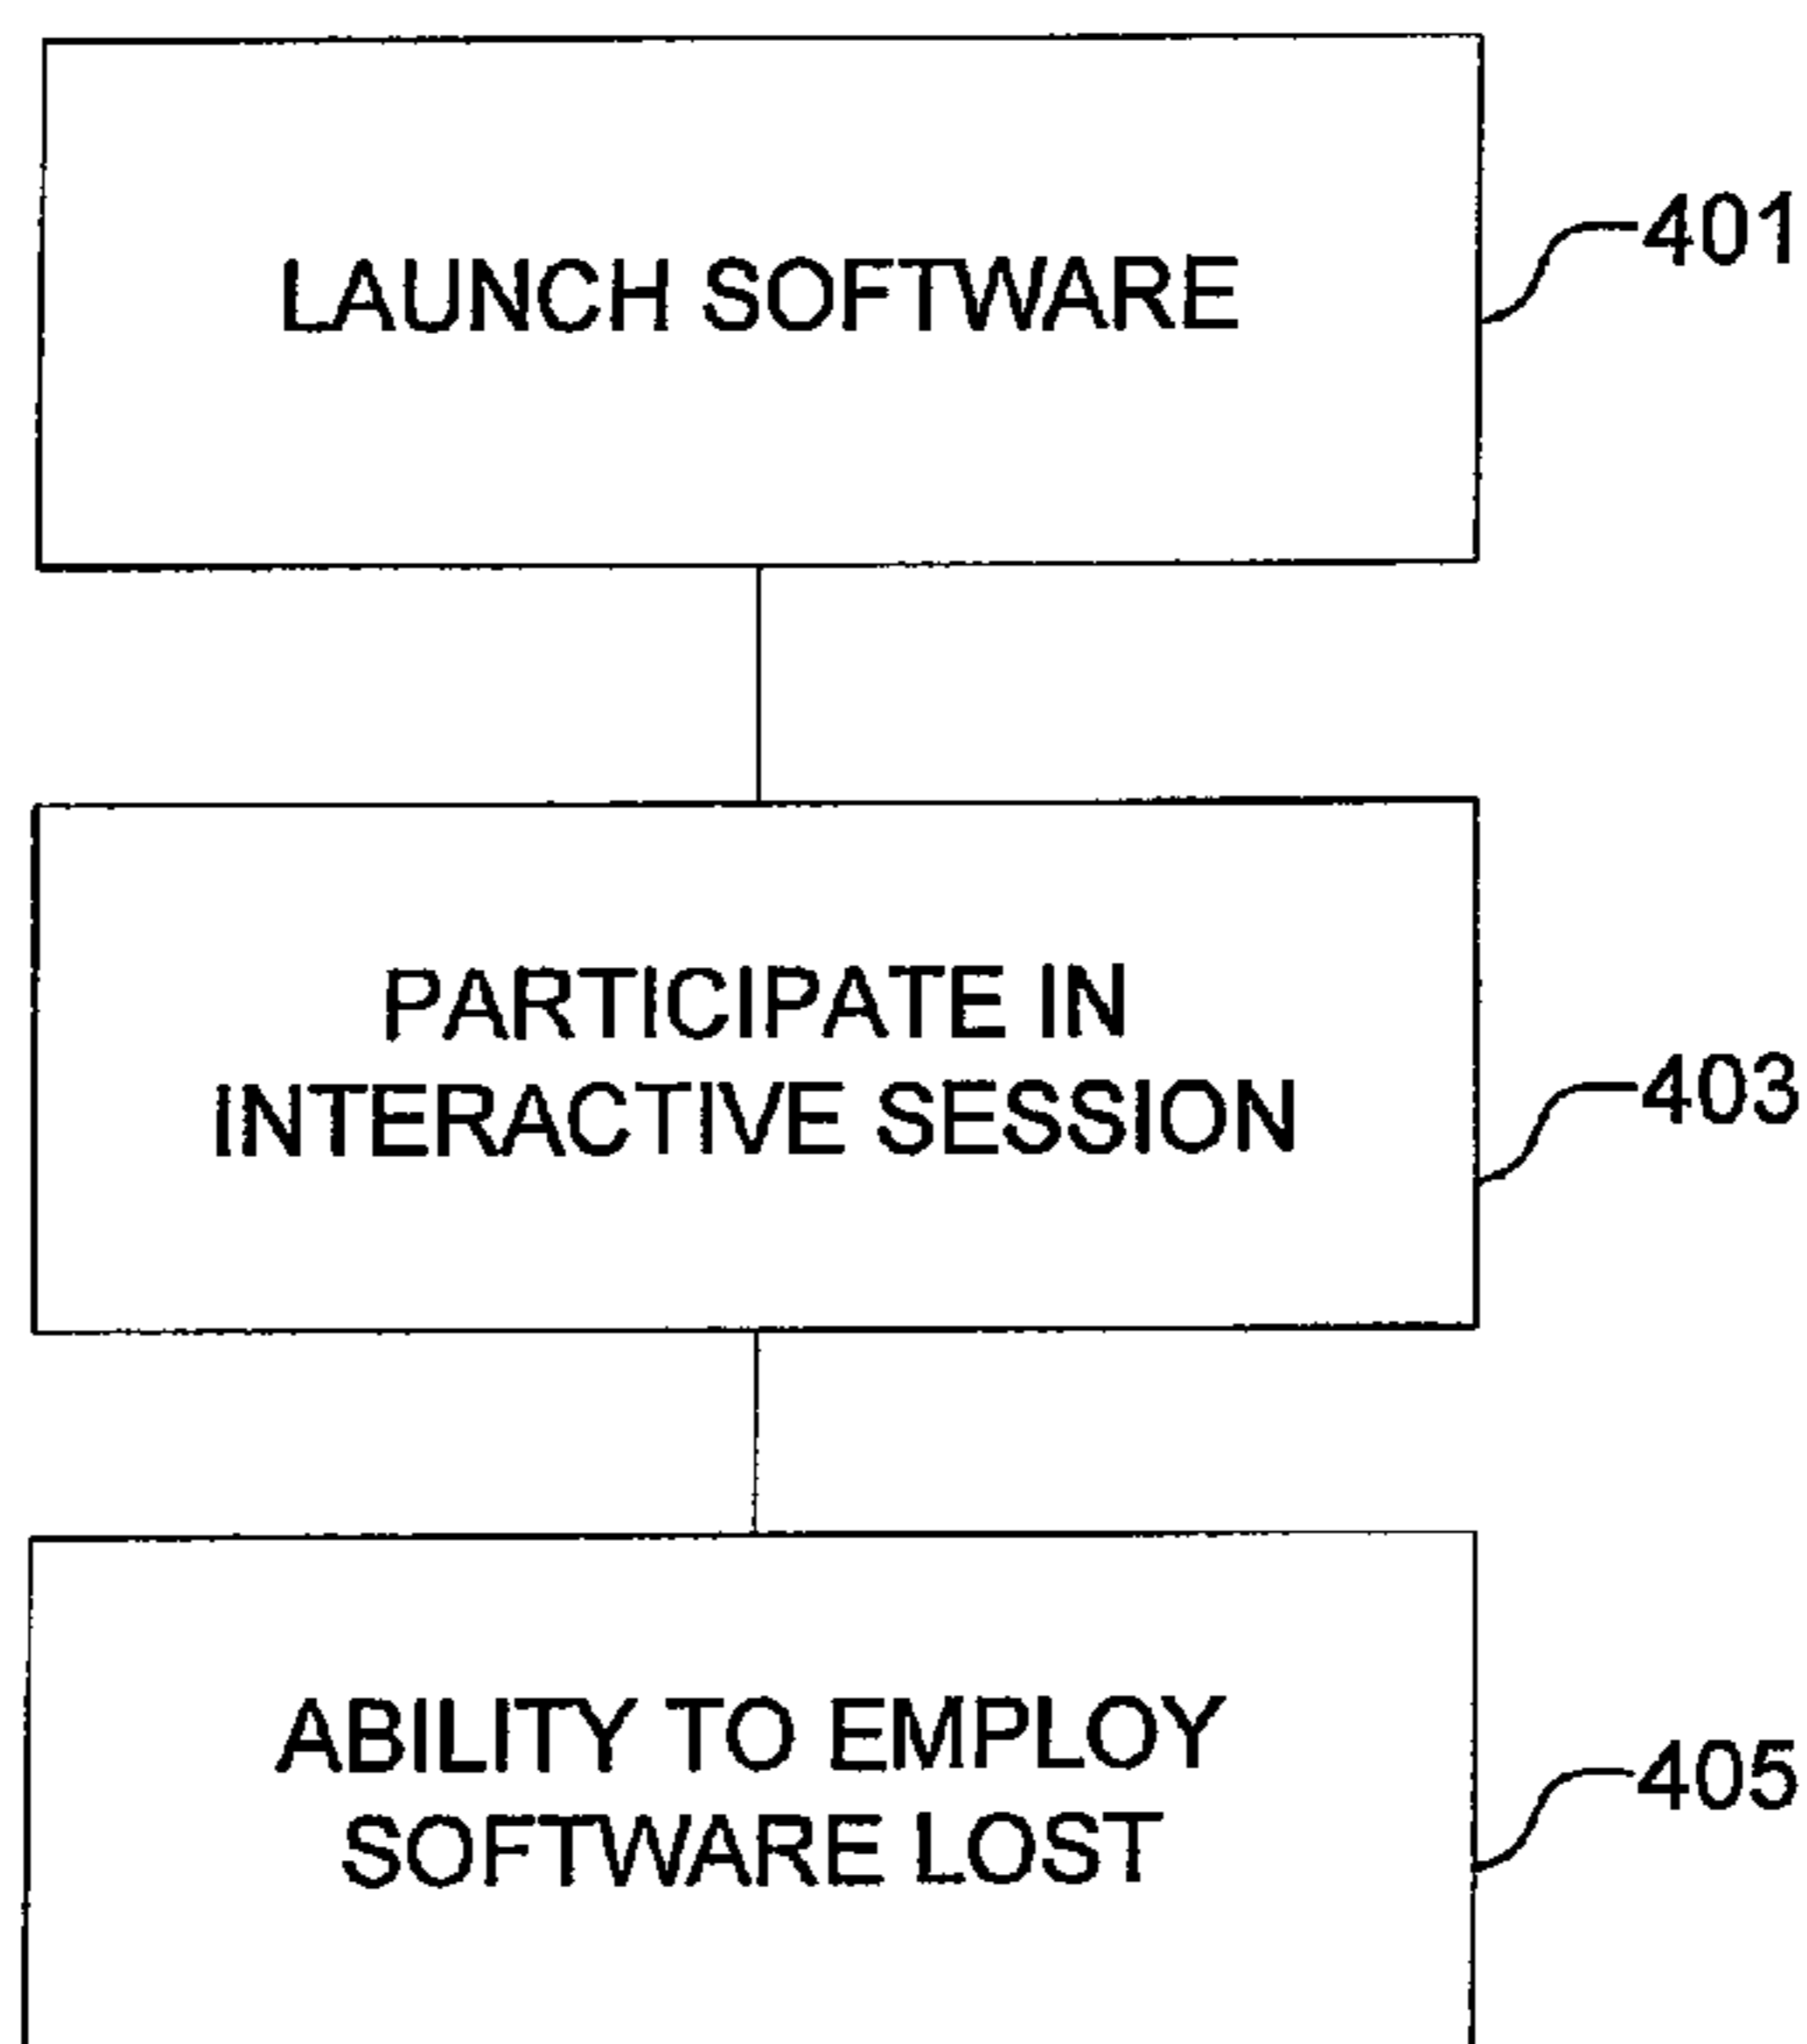 LAUNCH SOFTWARE
401
PARTICIPATE IN
INTERACTIVE SESSION
403
ABILITY TO EMPLOY
SOFTWARE LOST
405